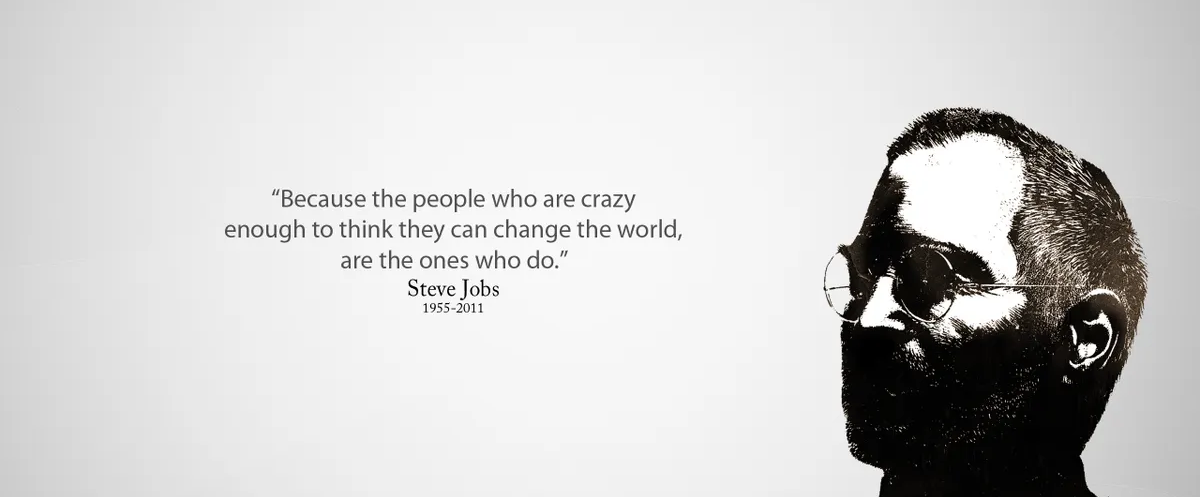 “Because the people who are crazy
enough to think they can change the world,
are the ones who do.”
Steve Jobs
1955-2011